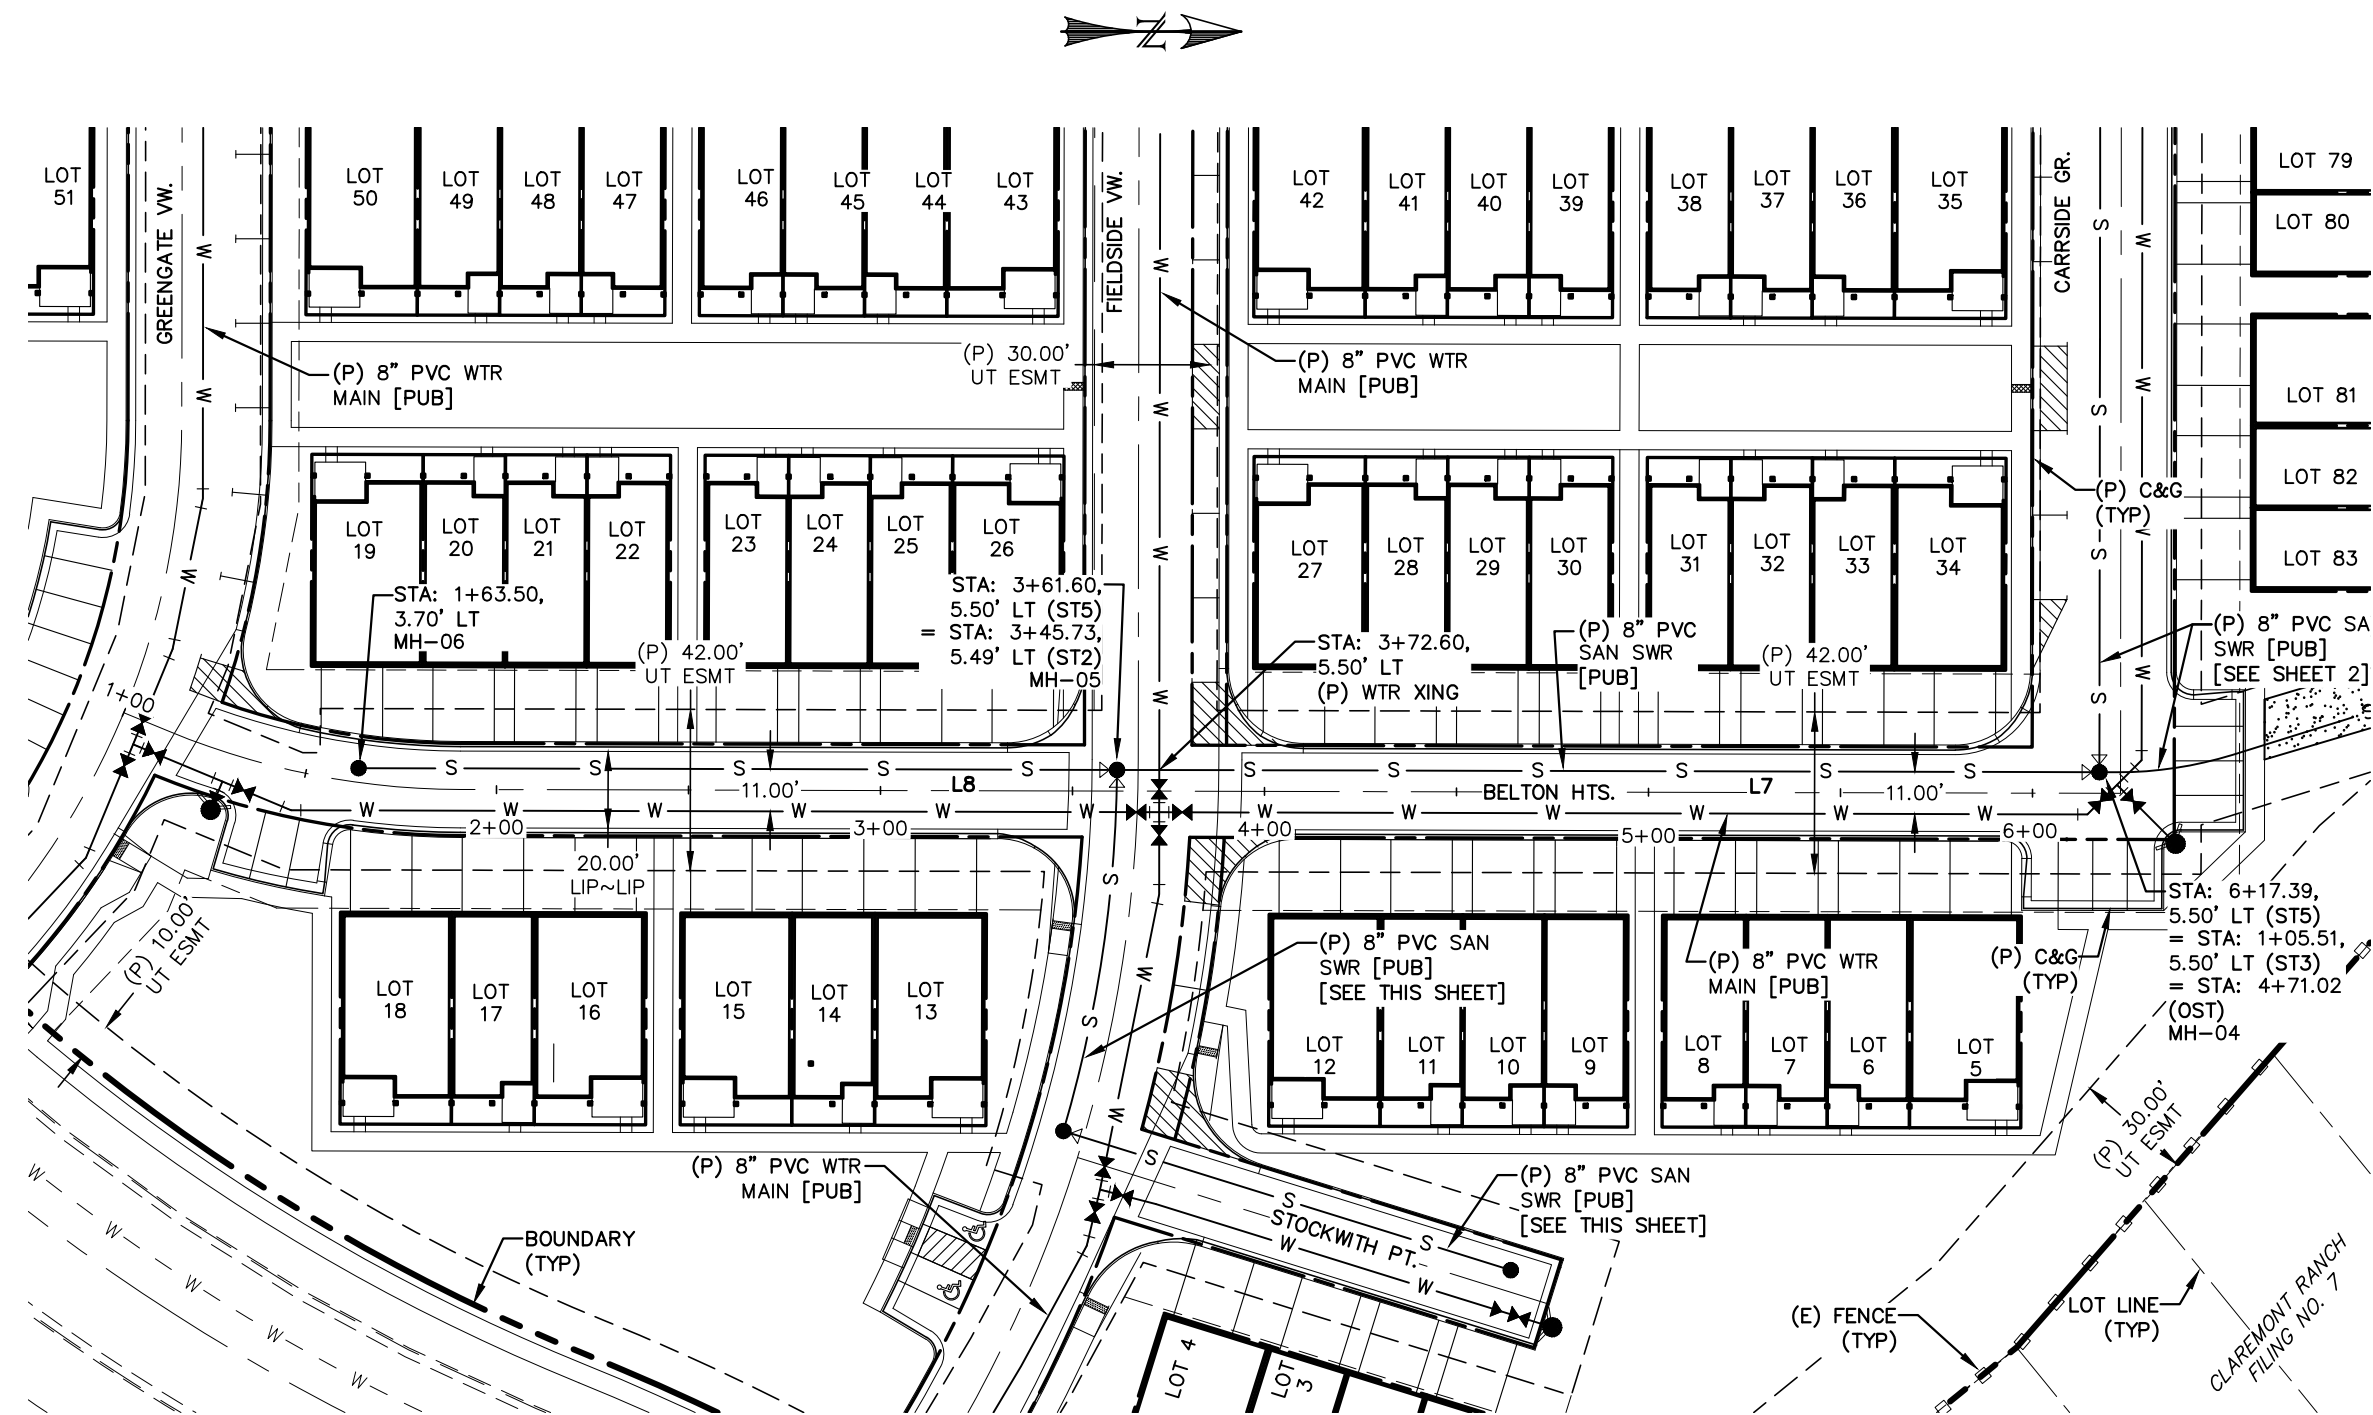 N
LOT
51
GREENGATE VW.
LOT
50
LOT
49
LOT
48
LOT
47
LOT
46
LOT
45
LOT
44
LOT
43
FIELDSIDE VW.
LOT
42
LOT
41
LOT
40
LOT
39
LOT
38
LOT
37
LOT
36
LOT
35
CARSIDE GR.
LOT 79
LOT 80
LOT 81
LOT 82
LOT 83
W
W
W
W
W
W
W
W
W
W
W
W
S
S
S
S
(P) 8" PVC WTR
MAIN [PUB]
(P) 30.00'
UT ESMT
(P) 8" PVC WTR
MAIN [PUB]
(P) C&G
(TYP)
LOT
19
LOT
20
LOT
21
LOT
22
LOT
23
LOT
24
LOT
25
LOT
26
LOT
27
LOT
28
LOT
29
LOT
30
LOT
31
LOT
32
LOT
33
LOT
34
STA: 1+63.50,
3.70' LT
MH-06
(P) 42.00'
UT ESMT
STA: 3+61.60,
5.50' LT (ST5)
= STA: 3+45.73,
5.49' LT (ST2)
MH-05
STA: 3+72.60,
5.50' LT
(P) WTR XING
(P) 8" PVC
SAN SWR
[PUB]
(P) 42.00'
UT ESMT
(P) 8" PVC SA
SWR [PUB]
[SEE SHEET 2]
1+00
S
S
S
S
S
S
S
S
S
S
S
11.00'
L8
BELTON HTS.
L7
11.00'
W
W
W
W
W
W
W
W
W
W
W
W
2+00
3+00
4+00
5+00
6+00
20.00'
LIP~LIP
(P) 10.00'
UT ESMT
STA: 6+17.39,
5.50' LT (ST5)
= STA: 1+05.51,
5.50' LT (ST3)
= STA: 4+71.02
(OST)
MH-04
LOT
18
LOT
17
LOT
16
LOT
15
LOT
14
LOT
13
S
S
W
W
(P) 8" PVC SAN
SWR [PUB]
[SEE THIS SHEET]
(P) 8" PVC WTR
MAIN [PUB]
(P) C&G
(TYP)
LOT
12
LOT
11
LOT
10
LOT
9
LOT
8
LOT
7
LOT
6
LOT
5
(P) 30.00'
UT ESMT
(P) 8" PVC WTR
MAIN [PUB]
S
S
S
STOCKWITH PT.
W
W
(P) 8" PVC SAN
SWR [PUB]
[SEE THIS SHEET]
BOUNDARY
(TYP)
W
W
W
W
W
LOT 4
LOT
3
(E) FENCE
(TYP)
LOT LINE
(TYP)
CLAREMONT RANCH
FILING NO. 7